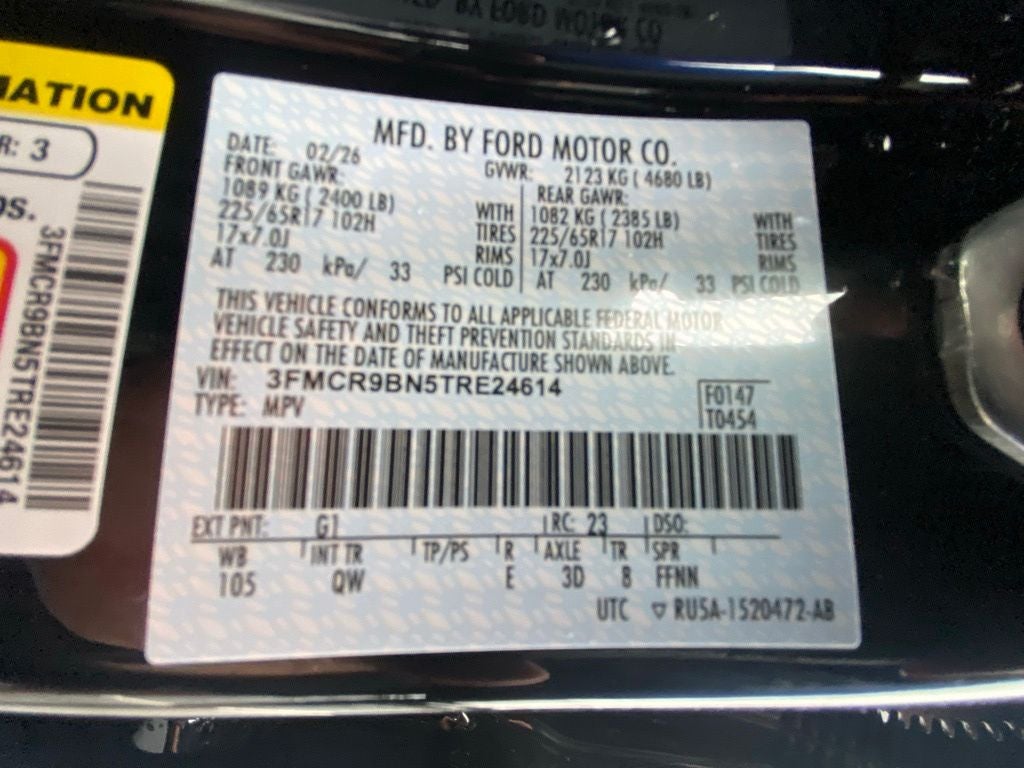 BY FORD MOTOR CO
MATION
R: 3
OS.
3FMCR9BN5TRE24614
MFD. BY FORD MOTOR CO.
DATE: 02/26 GVWR: 2123 KG ( 4680 LB)
FRONT GAWR: REAR GAWR:
1089 KG ( 2400 LB) WITH 1082 KG ( 2385 LB) WITH
225/65R17 102H TIRES 225/65R17 102H TIRES
17x7.0J RIMS 17x7.0J RIMS
AT 230 kPa/ 33 PSI COLD AT 230 kPa/ 33 PSI COLD
THIS VEHICLE CONFORMS TO ALL APPLICABLE FEDERAL MOTOR
VEHICLE SAFETY AND THEFT PREVENTION STANDARDS IN
EFFECT ON THE DATE OF MANUFACTURE SHOWN ABOVE.
VIN: 3FMCR9BN5TRE24614 F0147
TYPE: MPV T0454
EXT PNT: G1 RC: 23 DSO:
WB INT TR TP/PS R AXLE TR SPR
105 QW E 3D 8 FFNN
UTC ▽ RU5A-1520472-AB